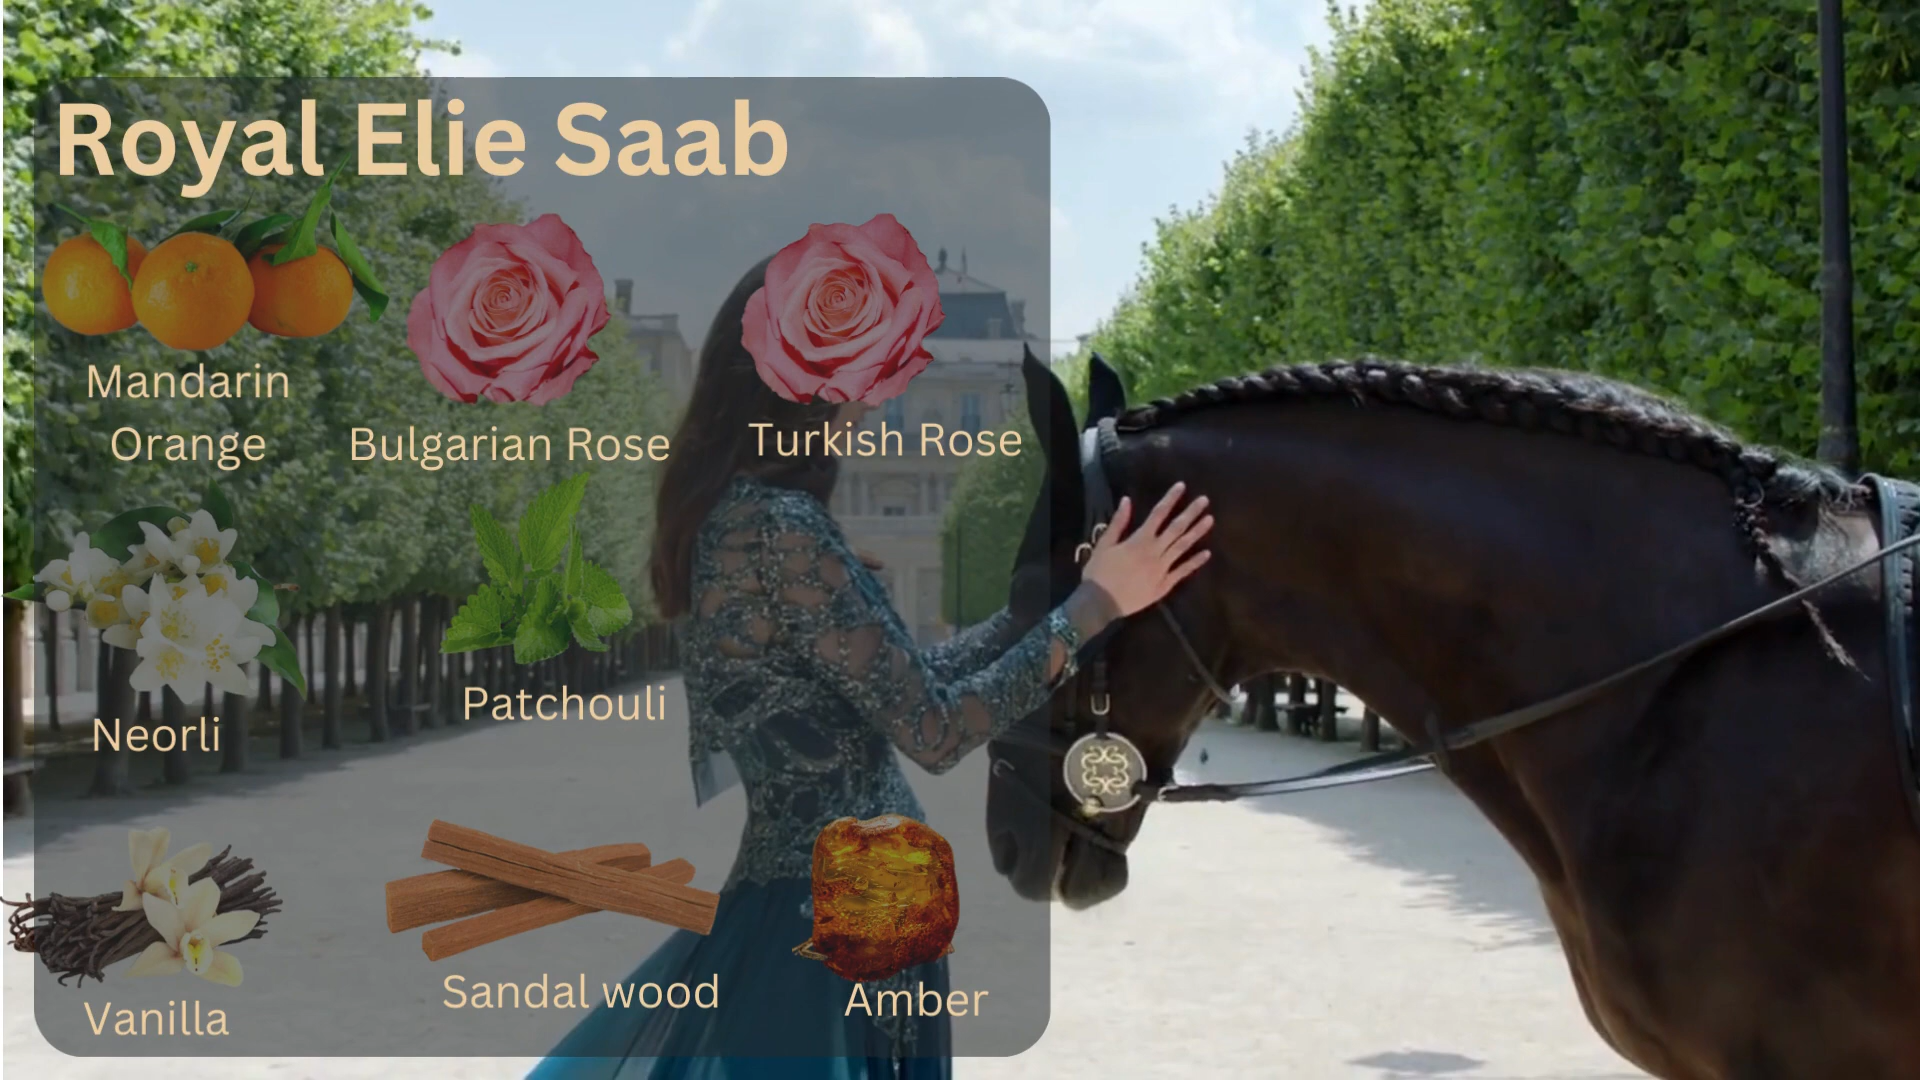 Royal Elie Saab
Mandarin
Orange
Bulgarian Rose
Turkish Rose
Neorli
Patchouli
Vanilla
Sandal wood
Amber